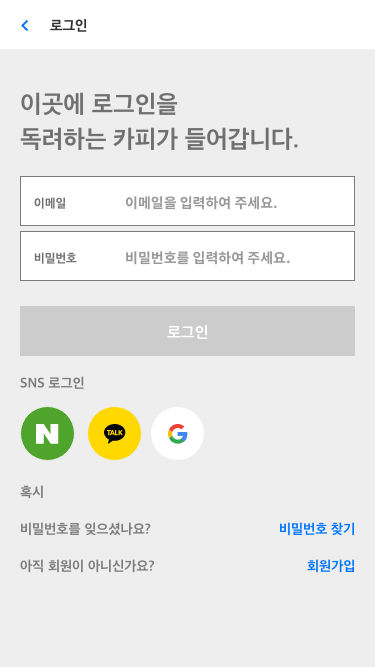 로그인
이곳에 로그인을
독려하는 카피가 들어갑니다.
이메일 이메일을 입력하여 주세요.
비밀번호 비밀번호를 입력하여 주세요.
로그인
SNS 로그인
N TALK G
혹시
비밀번호를 잊으셨나요? 비밀번호 찾기
아직 회원이 아니신가요? 회원가입